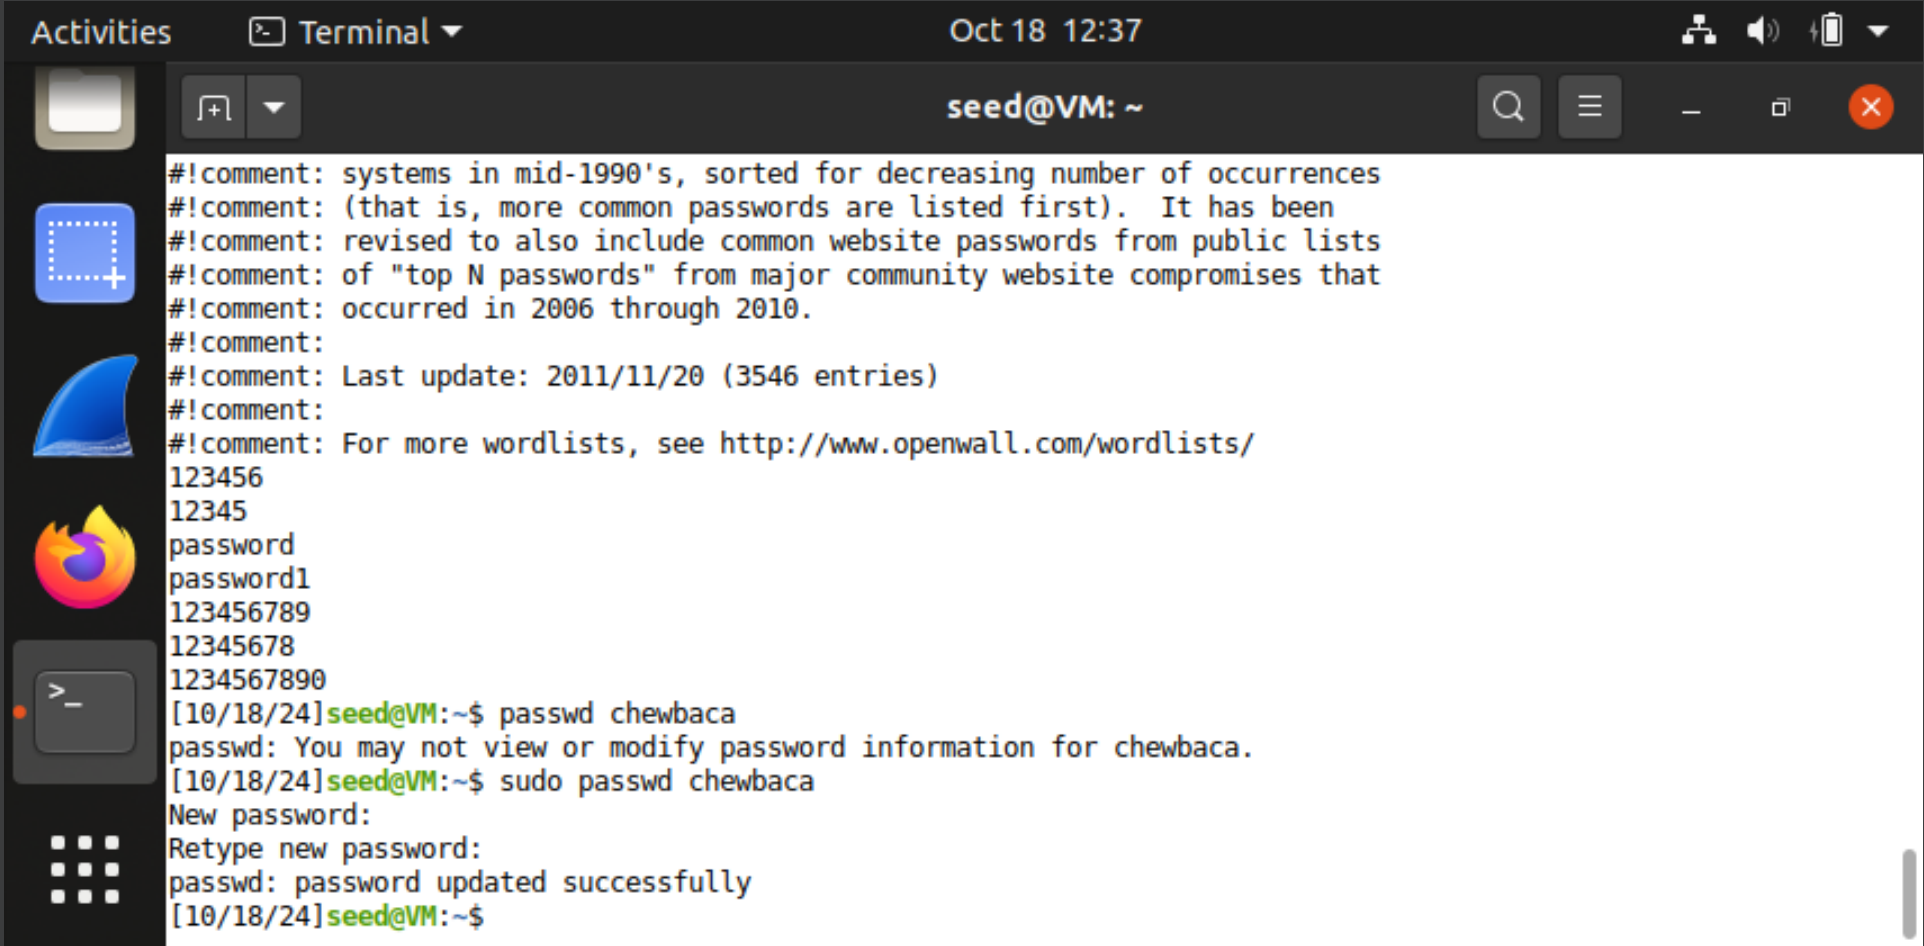 Activities Terminal Oct 18 12:37
seed@VM: ~
#!comment: systems in mid-1990's, sorted for decreasing number of occurrences
#!comment: (that is, more common passwords are listed first).  It has been
#!comment: revised to also include common website passwords from public lists
#!comment: of "top N passwords" from major community website compromises that
#!comment: occurred in 2006 through 2010.
#!comment:
#!comment: Last update: 2011/11/20 (3546 entries)
#!comment:
#!comment: For more wordlists, see http://www.openwall.com/wordlists/
123456
12345
password
password1
123456789
12345678
1234567890
[10/18/24]seed@VM:~$ passwd chewbaca
passwd: You may not view or modify password information for chewbaca.
[10/18/24]seed@VM:~$ sudo passwd chewbaca
New password:
Retype new password:
passwd: password updated successfully
[10/18/24]seed@VM:~$